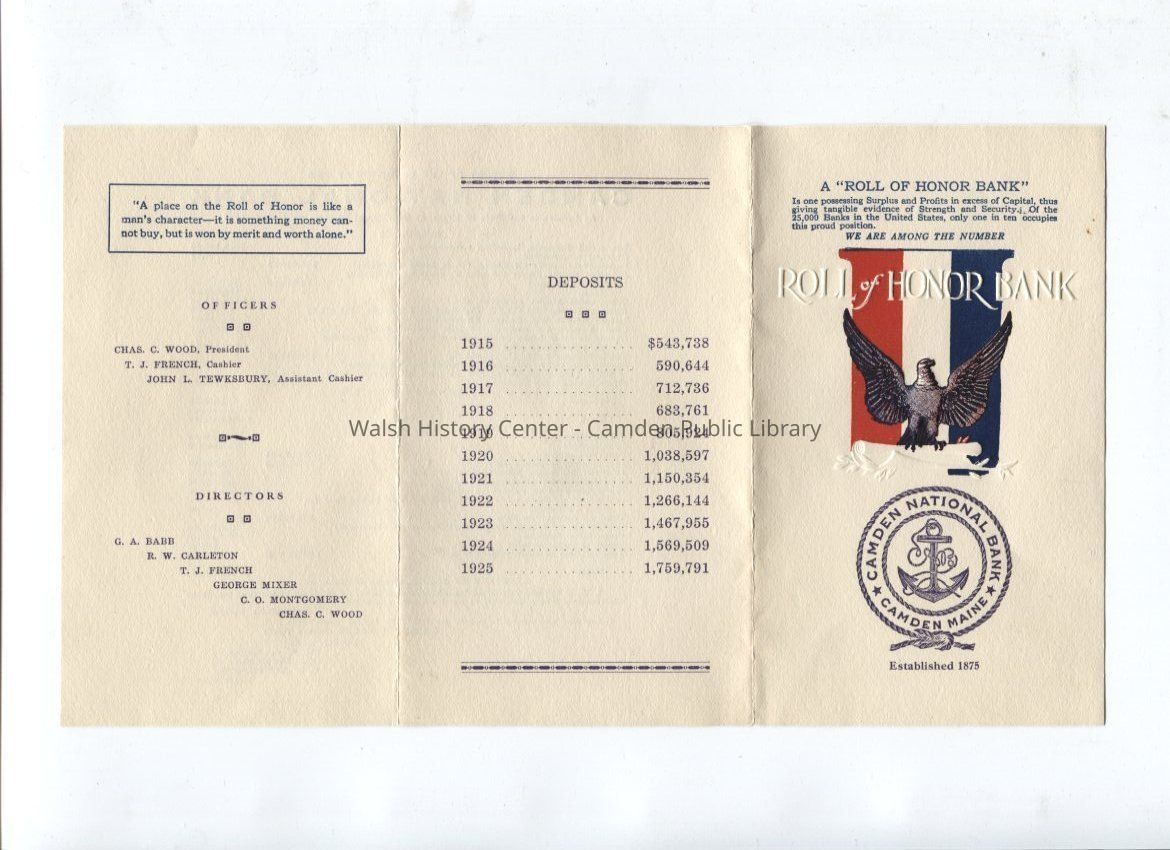 "A place on the Roll of Honor is like a
man's character—it is something money can-
not buy, but is won by merit and worth alone."
OFFICERS
CHAS. C. WOOD, President
T. J. FRENCH, Cashier
JOHN L. TEWKSBURY, Assistant Cashier
DIRECTORS
G. A. BABB
R. W. CARLETON
T. J. FRENCH
GEORGE MIXER
C. O. MONTGOMERY
CHAS. C. WOOD
DEPOSITS
1915 $543,738
1916 590,644
1917 712,736
1918 683,761
1919 805,924
1920 1,038,597
1921 1,150,354
1922 1,266,144
1923 1,467,955
1924 1,569,509
1925 1,759,791
Walsh History Center - Camden Public Library
A "ROLL OF HONOR BANK"
Is one possessing Surplus and Profits in excess of Capital, thus
giving tangible evidence of Strength and Security. Of the
25,000 Banks in the United States, only one in ten occupies
this proud position.
WE ARE AMONG THE NUMBER
ROLL of HONOR BANK
CAMDEN NATIONAL BANK
CAMDEN MAINE
Established 1875